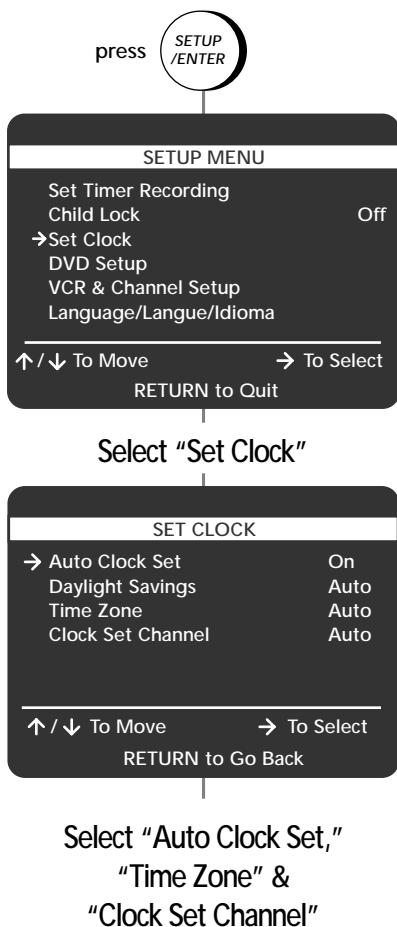 press SETUP
/ENTER
SETUP MENU
Set Timer Recording
Child Lock Off
→Set Clock
DVD Setup
VCR & Channel Setup
Language/Langue/Idioma
↑/↓ To Move → To Select
RETURN to Quit
Select “Set Clock”
SET CLOCK
→ Auto Clock Set On
Daylight Savings Auto
Time Zone Auto
Clock Set Channel Auto
↑/↓ To Move → To Select
RETURN to Go Back
Select “Auto Clock Set,”
“Time Zone” &
“Clock Set Channel”